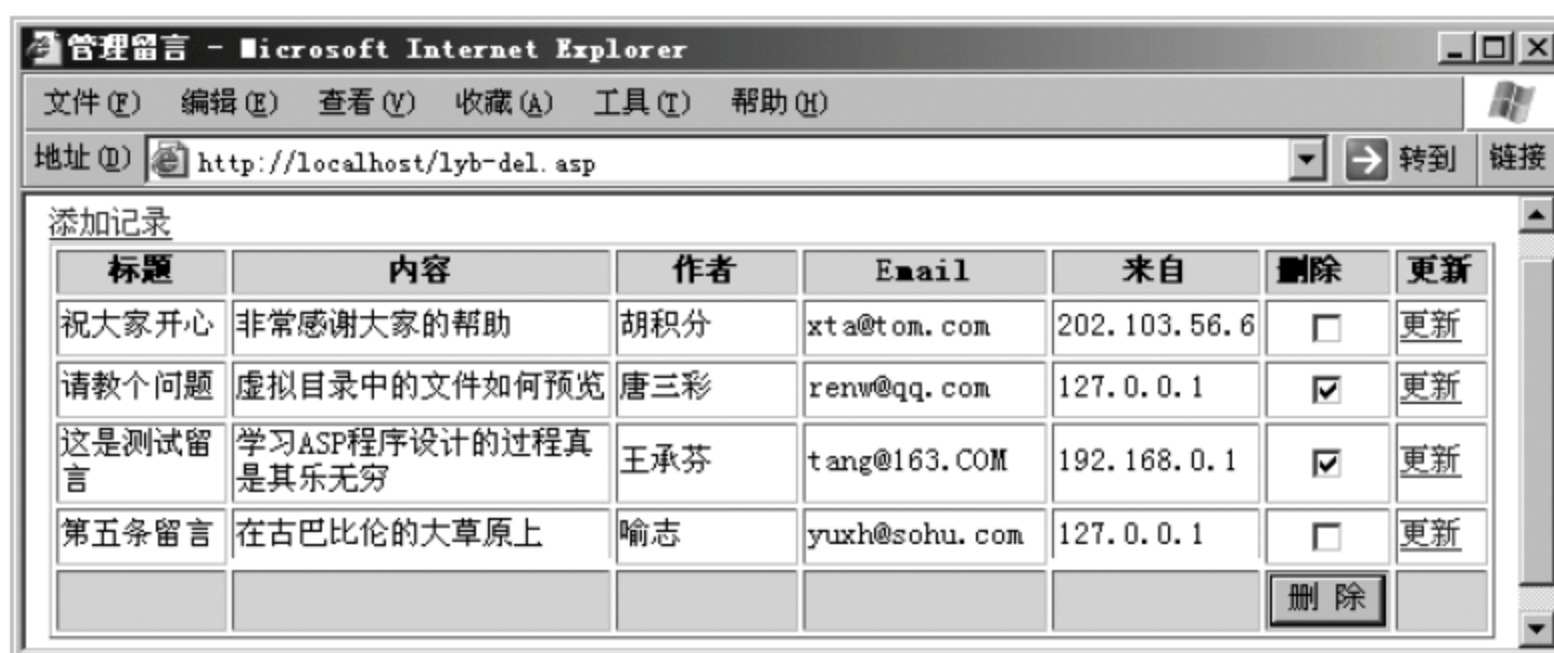 管理留言 - Microsoft Internet Explorer
文件(F) 编辑(E) 查看(V) 收藏(A) 工具(T) 帮助(H)
地址(D) http://localhost/lyb-del.asp 转到 链接
添加记录
标题 内容 作者 Email 来自 删除 更新
祝大家开心 非常感谢大家的帮助 胡积分 xta@tom.com 202.103.56.6 更新
请教个问题 虚拟目录中的文件如何预览 唐三彩 renw@qq.com 127.0.0.1 更新
这是测试留 学习ASP程序设计的过程真 王承芬 tang@163.COM 192.168.0.1 更新
言 是其乐无穷
第五条留言 在古巴比伦的大草原上 喻志 yuxh@sohu.com 127.0.0.1 更新
删 除